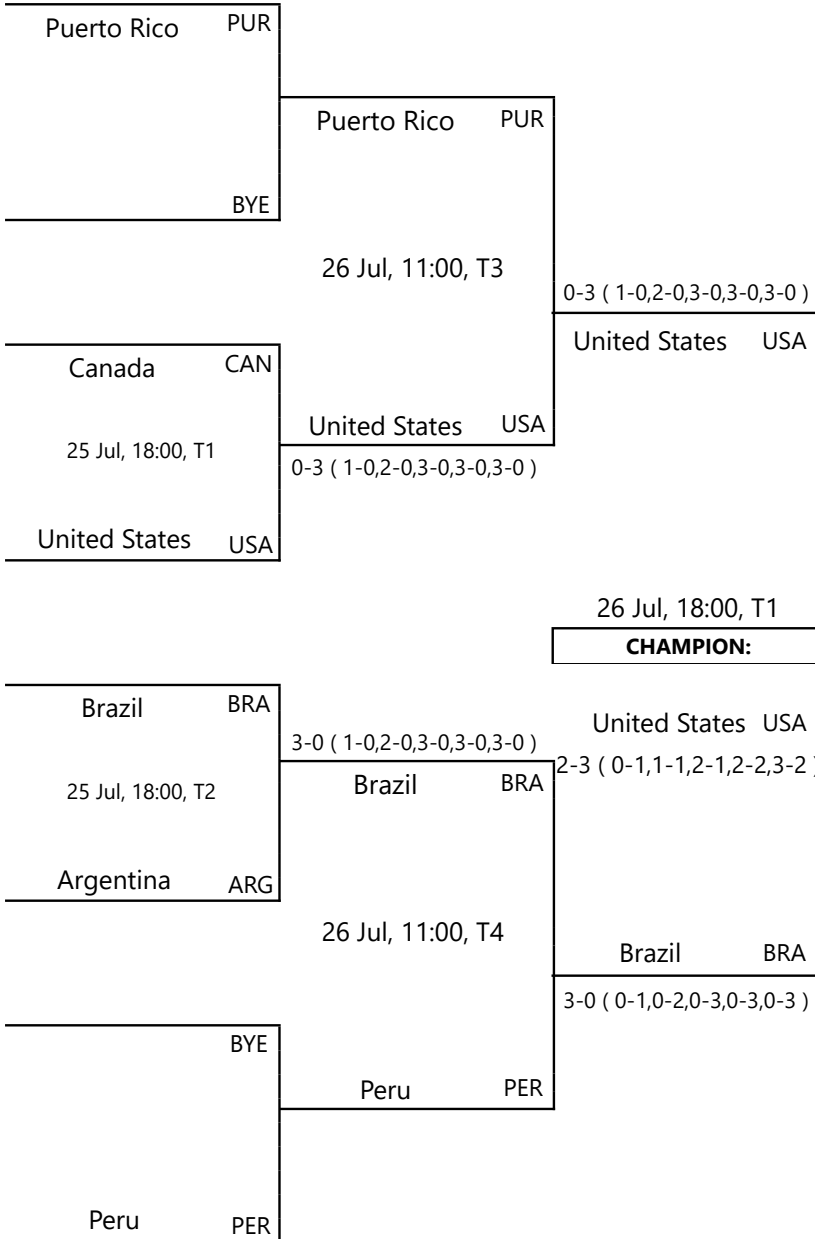 Puerto Rico PUR
Puerto Rico PUR
BYE
26 Jul, 11:00, T3
0-3 ( 1-0,2-0,3-0,3-0,3-0 )
United States USA
Canada CAN
United States USA
25 Jul, 18:00, T1
0-3 ( 1-0,2-0,3-0,3-0,3-0 )
United States USA
26 Jul, 18:00, T1
CHAMPION:
Brazil BRA
United States USA
3-0 ( 1-0,2-0,3-0,3-0,3-0 )
2-3 ( 0-1,1-1,2-1,2-2,3-2 )
Brazil BRA
25 Jul, 18:00, T2
Argentina ARG
26 Jul, 11:00, T4
Brazil BRA
3-0 ( 0-1,0-2,0-3,0-3,0-3 )
BYE
Peru PER
Peru PER